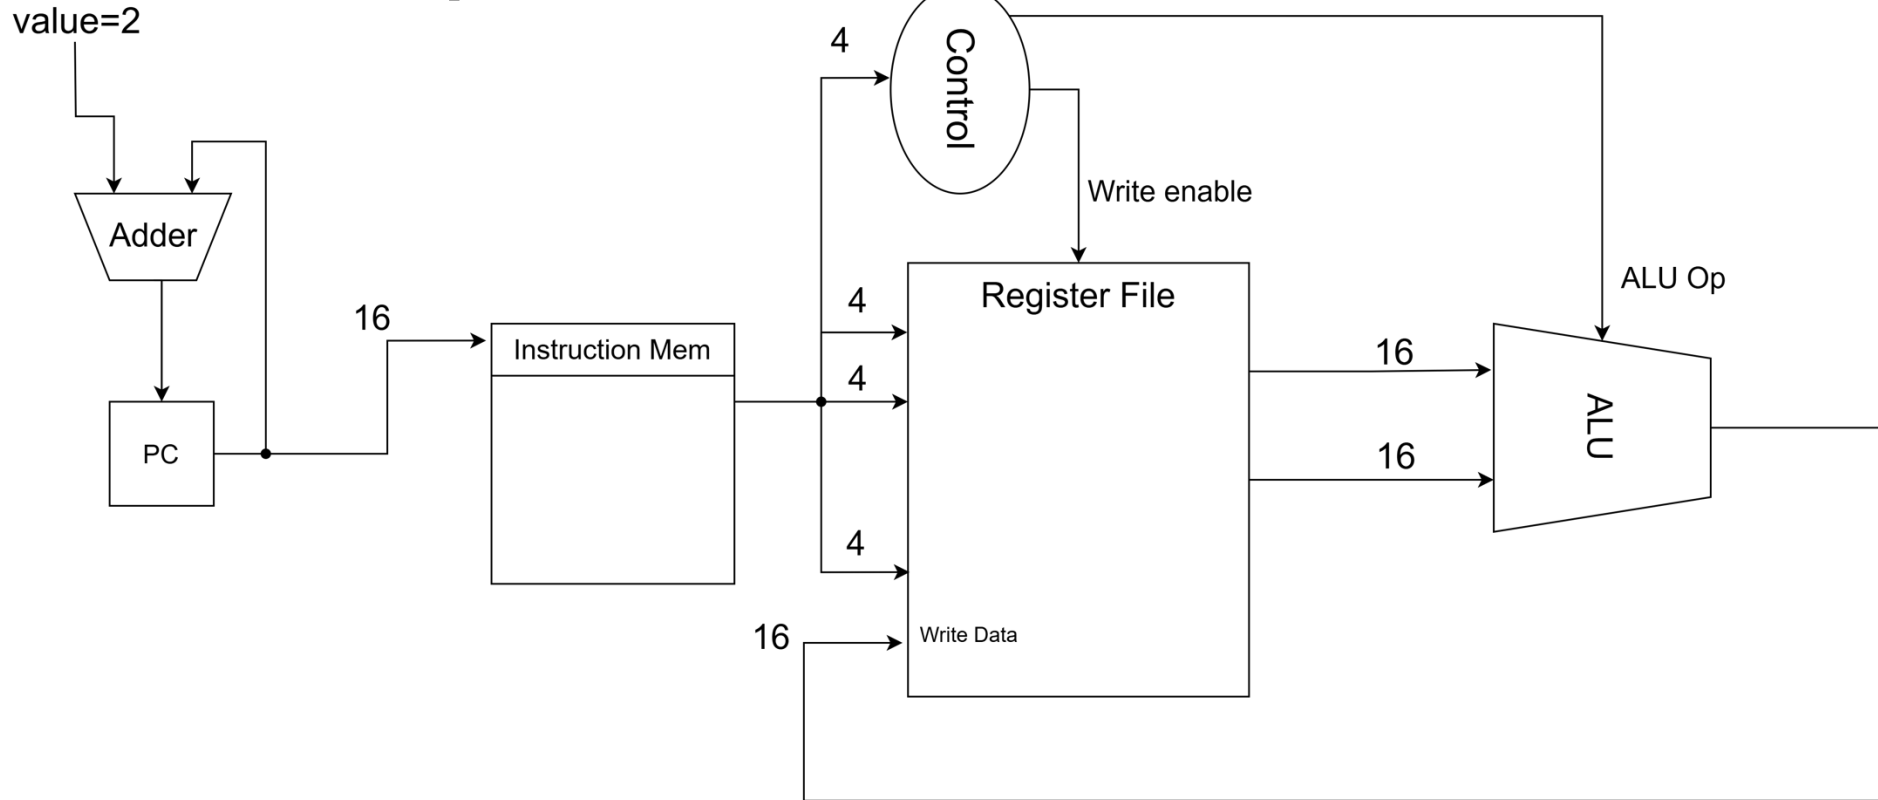 value=2
4
Control
Write enable
Adder
ALU Op
16
Instruction Mem
4
Register File
4
16
ALU
PC
16
4
16
Write Data